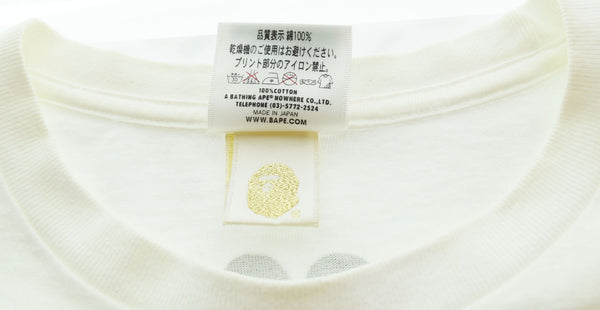 品質表示 綿100%
乾燥機のご使用はお避けください。
プリント部分のアイロン禁止。
100%COTTON
A BATHING APE® NOWHERE CO.,LTD.
TELEPHONE (03)-5772-2524
MADE IN JAPAN
WWW.BAPE.COM